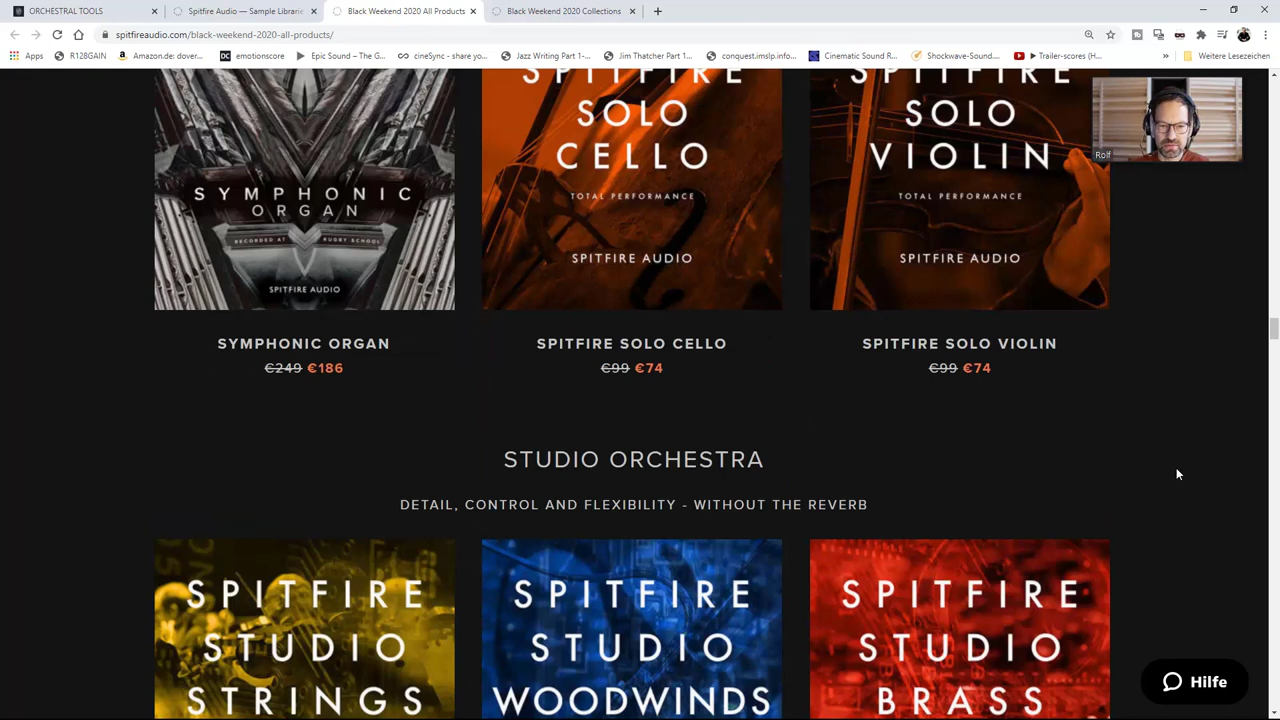 ORCHESTRAL TOOLS
Spitfire Audio — Sample Librarie
Black Weekend 2020 All Products
Black Weekend 2020 Collections
spitfireaudio.com/black-weekend-2020-all-products/
Apps
R128GAIN
Amazon.de: dover...
emotionscore
Epic Sound – The G...
cineSync - share yo...
Jazz Writing Part 1-...
Jim Thatcher Part 1...
conquest.imslp.info...
Cinematic Sound R...
Shockwave-Sound...
Trailer-scores (H...
Weitere Lesezeichen
SYMPHONIC
ORGAN
RECORDED AT RUGBY SCHOOL
SPITFIRE AUDIO
SPITFIRE
SOLO
CELLO
TOTAL PERFORMANCE
SPITFIRE AUDIO
SPITFIRE
SOLO
VIOLIN
TOTAL PERFORMANCE
SPITFIRE AUDIO
Rolf
SYMPHONIC ORGAN
€249 €186
SPITFIRE SOLO CELLO
€99 €74
SPITFIRE SOLO VIOLIN
€99 €74
STUDIO ORCHESTRA
DETAIL, CONTROL AND FLEXIBILITY - WITHOUT THE REVERB
SPITFIRE
STUDIO
STRINGS
SPITFIRE
STUDIO
WOODWINDS
SPITFIRE
STUDIO
BRASS
Hilfe